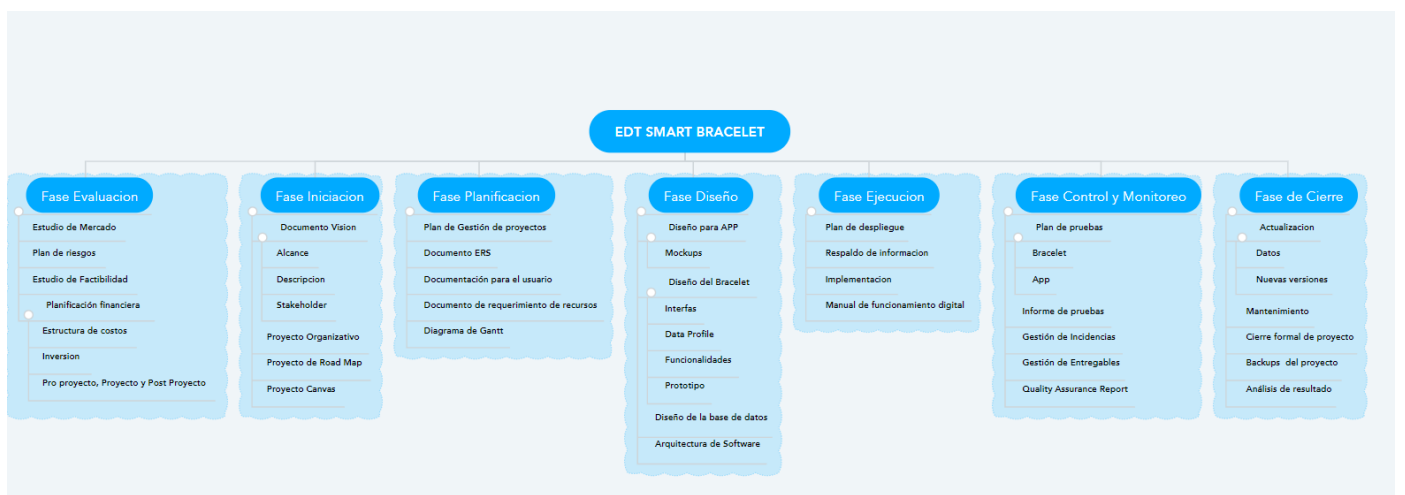 EDT SMART BRACELET
Fase Evaluacion
Estudio de Mercado
Plan de riesgos
Estudio de Factibilidad
Planificación financiera
Estructura de costos
Inversion
Pro proyecto, Proyecto y Post Proyecto
Fase Iniciacion
Documento Vision
Alcance
Descripcion
Stakeholder
Proyecto Organizativo
Proyecto de Road Map
Proyecto Canvas
Fase Planificacion
Plan de Gestión de proyectos
Documento ERS
Documentación para el usuario
Documento de requerimiento de recursos
Diagrama de Gantt
Fase Diseño
Diseño para APP
Mockups
Diseño del Bracelet
Interfas
Data Profile
Funcionalidades
Prototipo
Diseño de la base de datos
Arquitectura de Software
Fase Ejecucion
Plan de despliegue
Respaldo de informacion
Implementacion
Manual de funcionamiento digital
Fase Control y Monitoreo
Plan de pruebas
Bracelet
App
Informe de pruebas
Gestión de Incidencias
Gestión de Entregables
Quality Assurance Report
Fase de Cierre
Actualizacion
Datos
Nuevas versiones
Mantenimiento
Cierre formal de proyecto
Backups del proyecto
Análisis de resultado